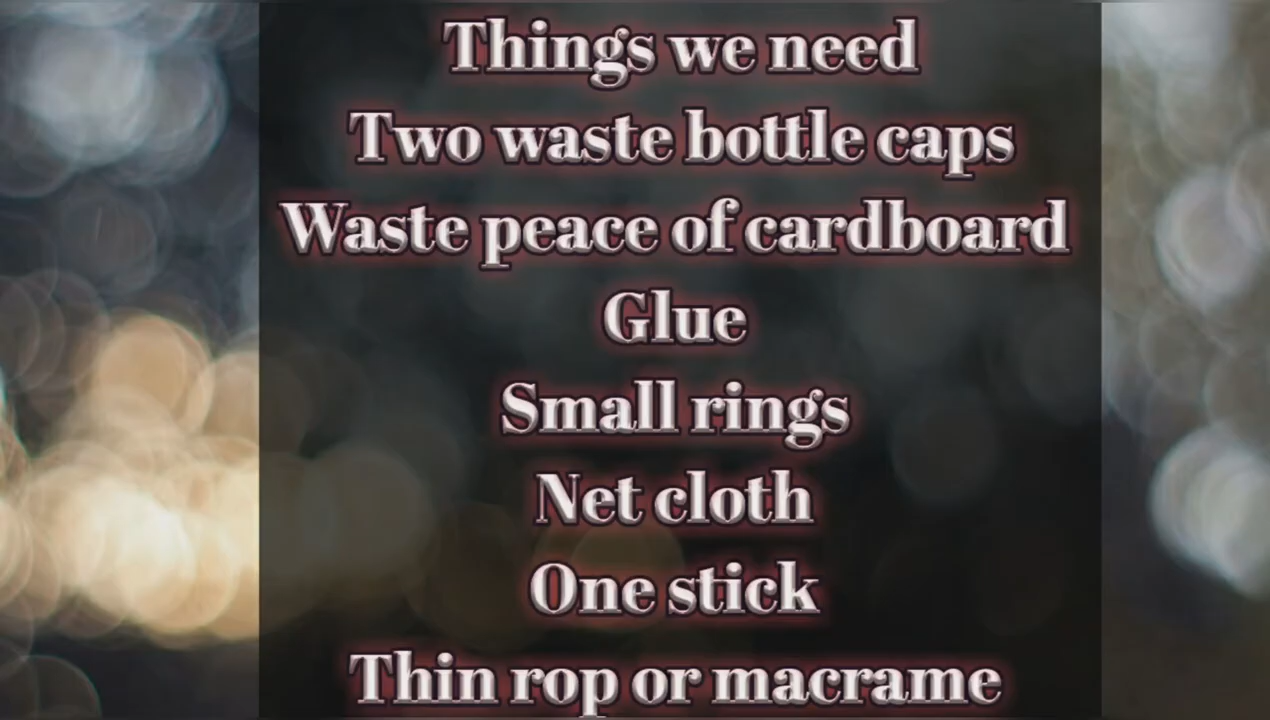 Things we need
Two waste bottle caps
Waste peace of cardboard
Glue
Small rings
Net cloth
One stick
Thin rop or macrame